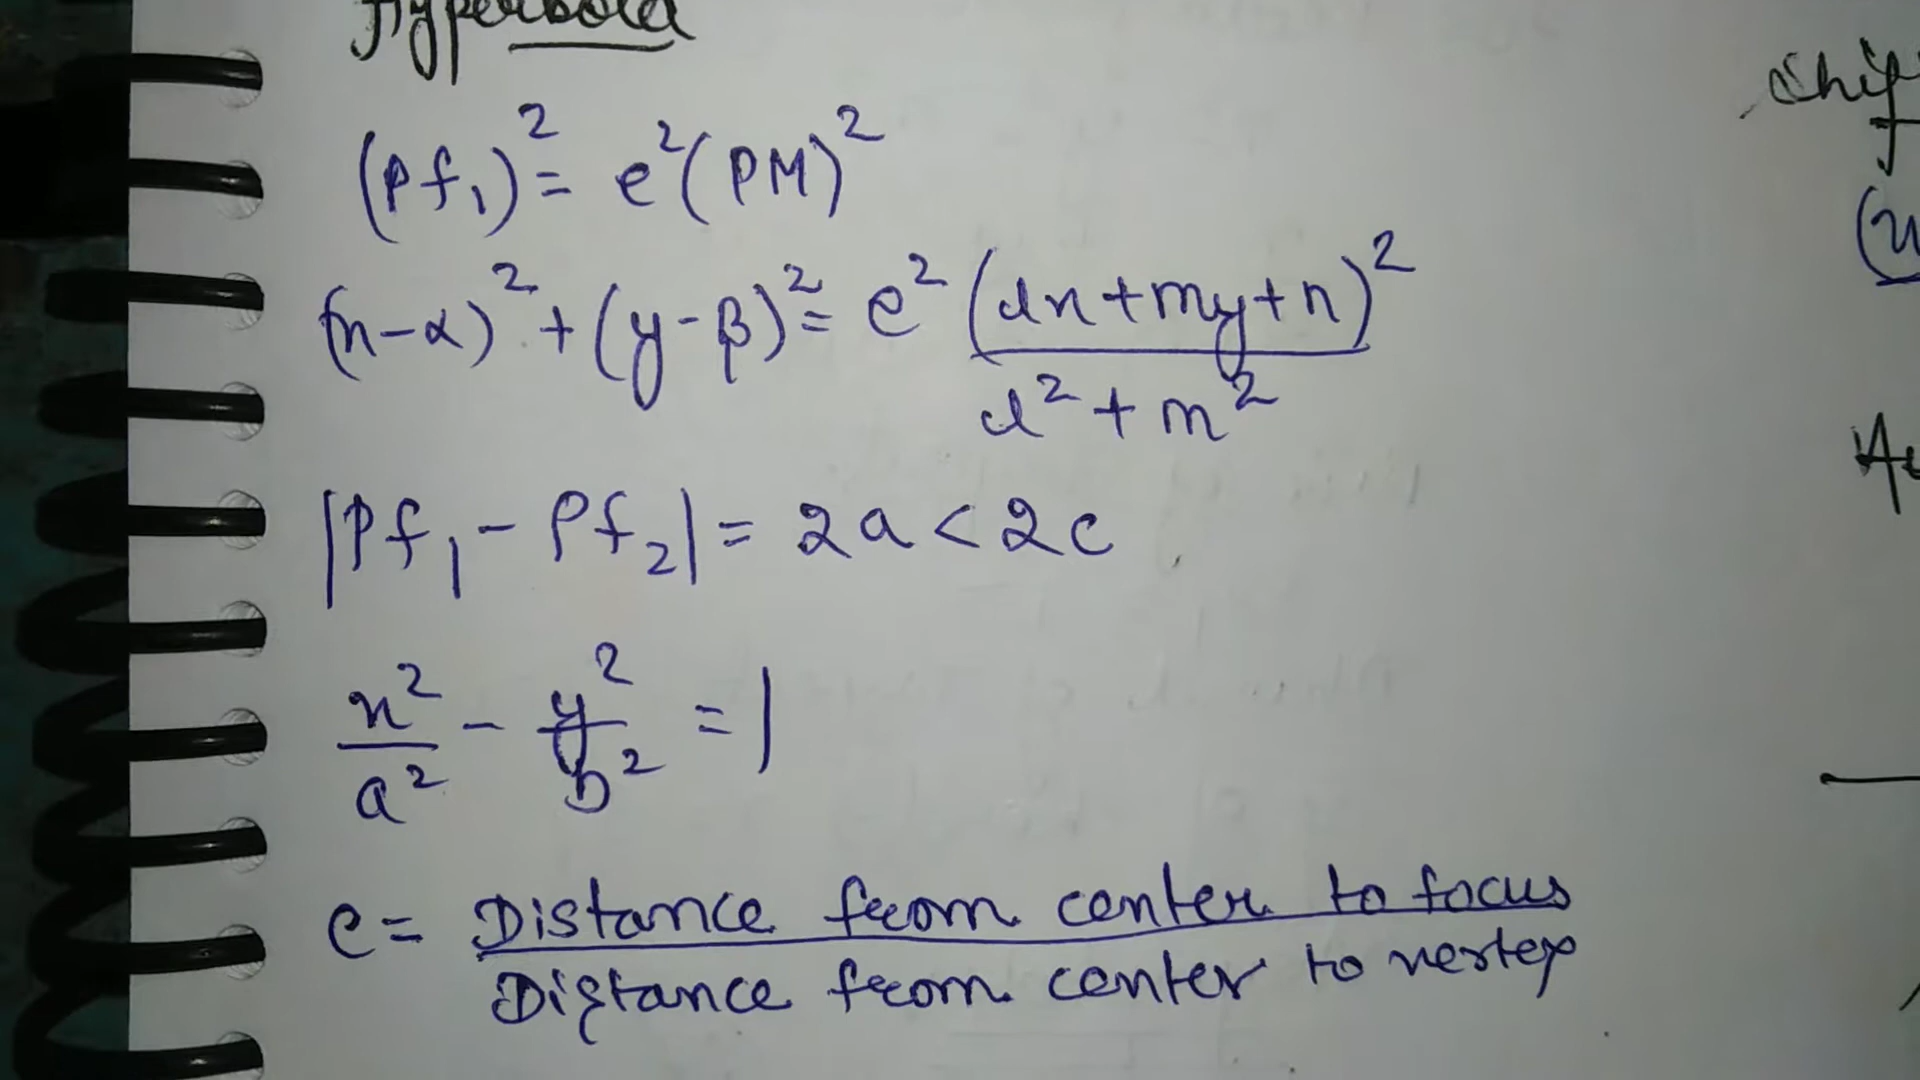 Hyperbola
(Pf₁)² = e²(PM)²
(x-α)² + (y-β)² = e² (lx+my+n)² / l²+m²
|Pf₁ - Pf₂| = 2a < 2c
x²/a² - y²/b² = 1
e = Distance from center to focus
Distance from center to vertex
Shif